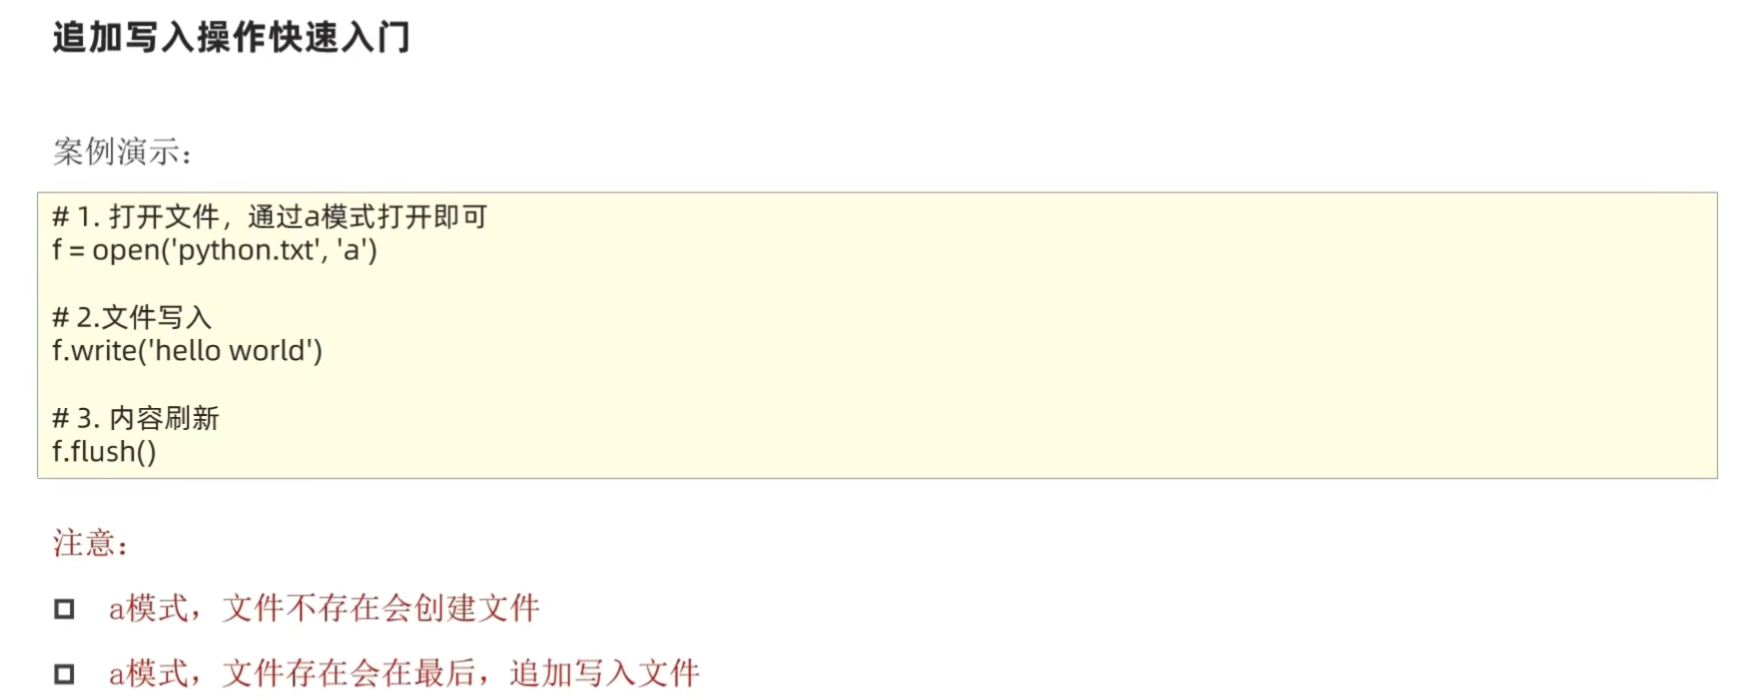 追加写入操作快速入门
案例演示：
# 1. 打开文件，通过a模式打开即可
f = open('python.txt', 'a')
# 2.文件写入
f.write('hello world')
# 3. 内容刷新
f.flush()
注意：
a模式，文件不存在会创建文件
a模式，文件存在会在最后，追加写入文件